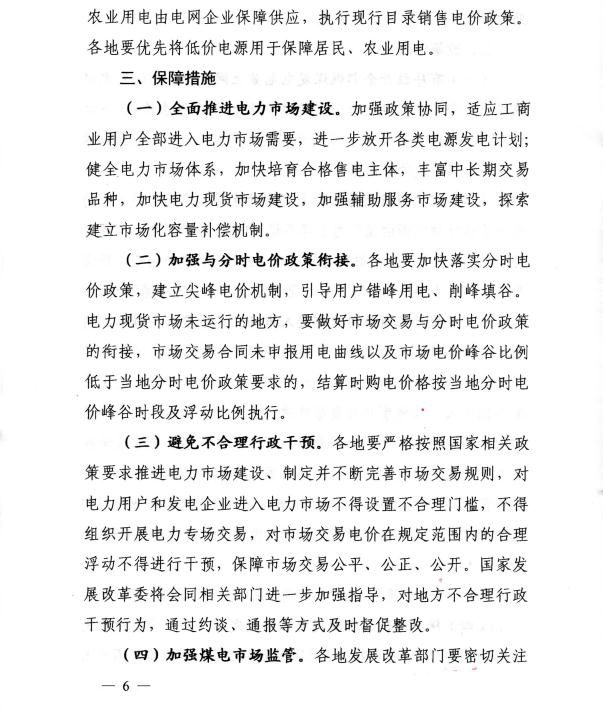 农业用电由电网企业保障供应，执行现行目录销售电价政策。
各地要优先将低价电源用于保障居民、农业用电。
三、保障措施
（一）全面推进电力市场建设。加强政策协同，适应工商
业用户全部进入电力市场需要，进一步放开各类电源发电计划；
健全电力市场体系，加快培育合格售电主体，丰富中长期交易
品种，加快电力现货市场建设，加强辅助服务市场建设，探索
建立市场化容量补偿机制。
（二）加强与分时电价政策衔接。各地要加快落实分时电
价政策，建立尖峰电价机制，引导用户错峰用电、削峰填谷。
电力现货市场未运行的地方，要做好市场交易与分时电价政策
的衔接，市场交易合同未申报用电曲线以及市场电价峰谷比例
低于当地分时电价政策要求的，结算时购电价格按当地分时电
价峰谷时段及浮动比例执行。
（三）避免不合理行政干预。各地要严格按照国家相关政
策要求推进电力市场建设、制定并不断完善市场交易规则，对
电力用户和发电企业进入电力市场不得设置不合理门槛，不得
组织开展电力专场交易，对市场交易电价在规定范围内的合理
浮动不得进行干预，保障市场交易公平、公正、公开。国家发
展改革委将会同相关部门进一步加强指导，对地方不合理行政
干预行为，通过约谈、通报等方式及时督促整改。
（四）加强煤电市场监管。各地发展改革部门要密切关注
— 6 —